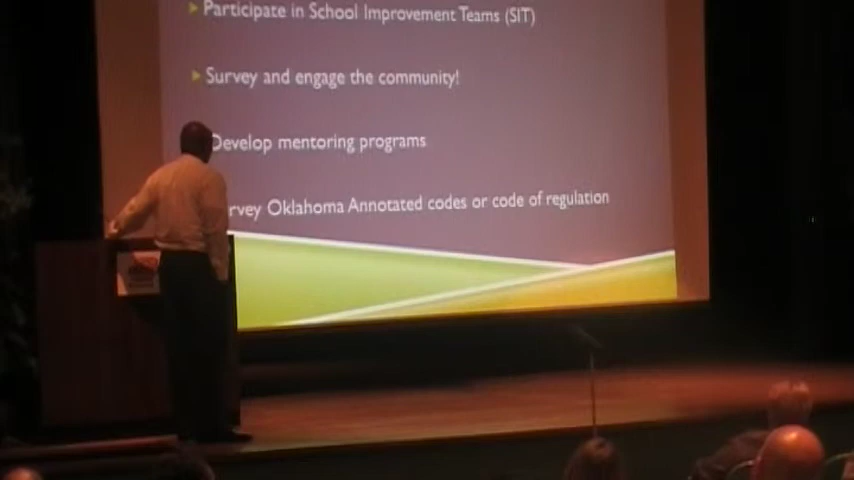 Participate in School Improvement Teams (SIT)
Survey and engage the community!
Develop mentoring programs
rvey Oklahoma Annotated codes or code of regulation